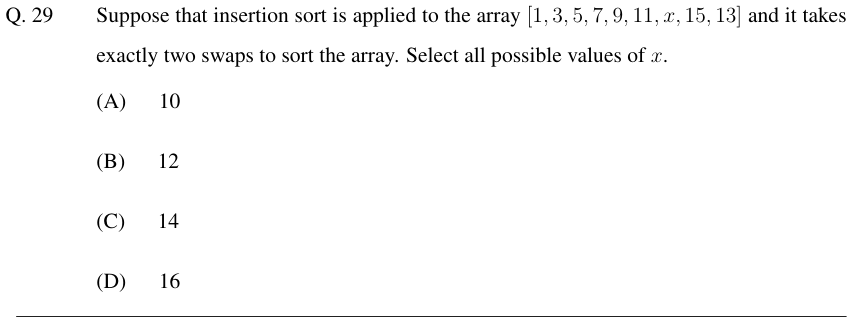 Q. 29 Suppose that insertion sort is applied to the array [1, 3, 5, 7, 9, 11, x, 15, 13] and it takes
exactly two swaps to sort the array. Select all possible values of x.
(A) 10
(B) 12
(C) 14
(D) 16